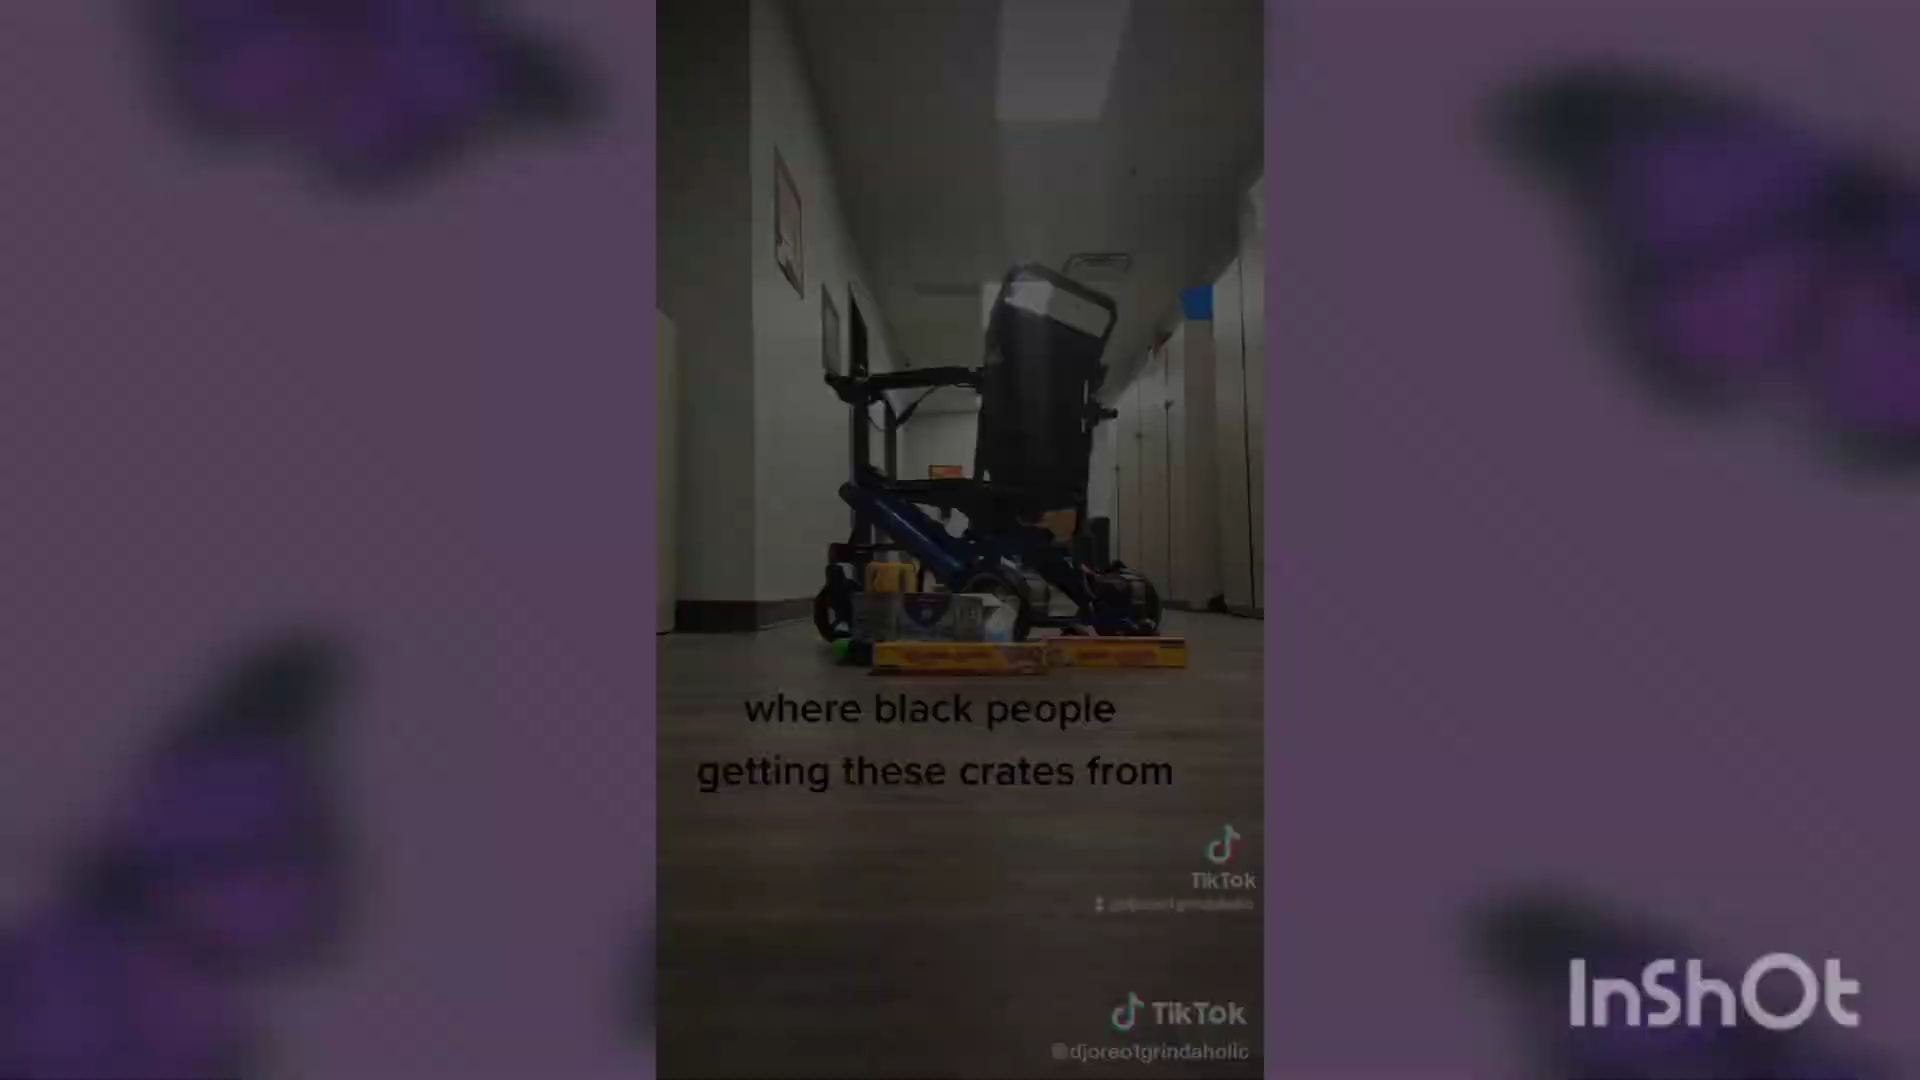 where black people
getting these crates from
TikTok
TikTok
@djoreo1grindaholic
InShOt